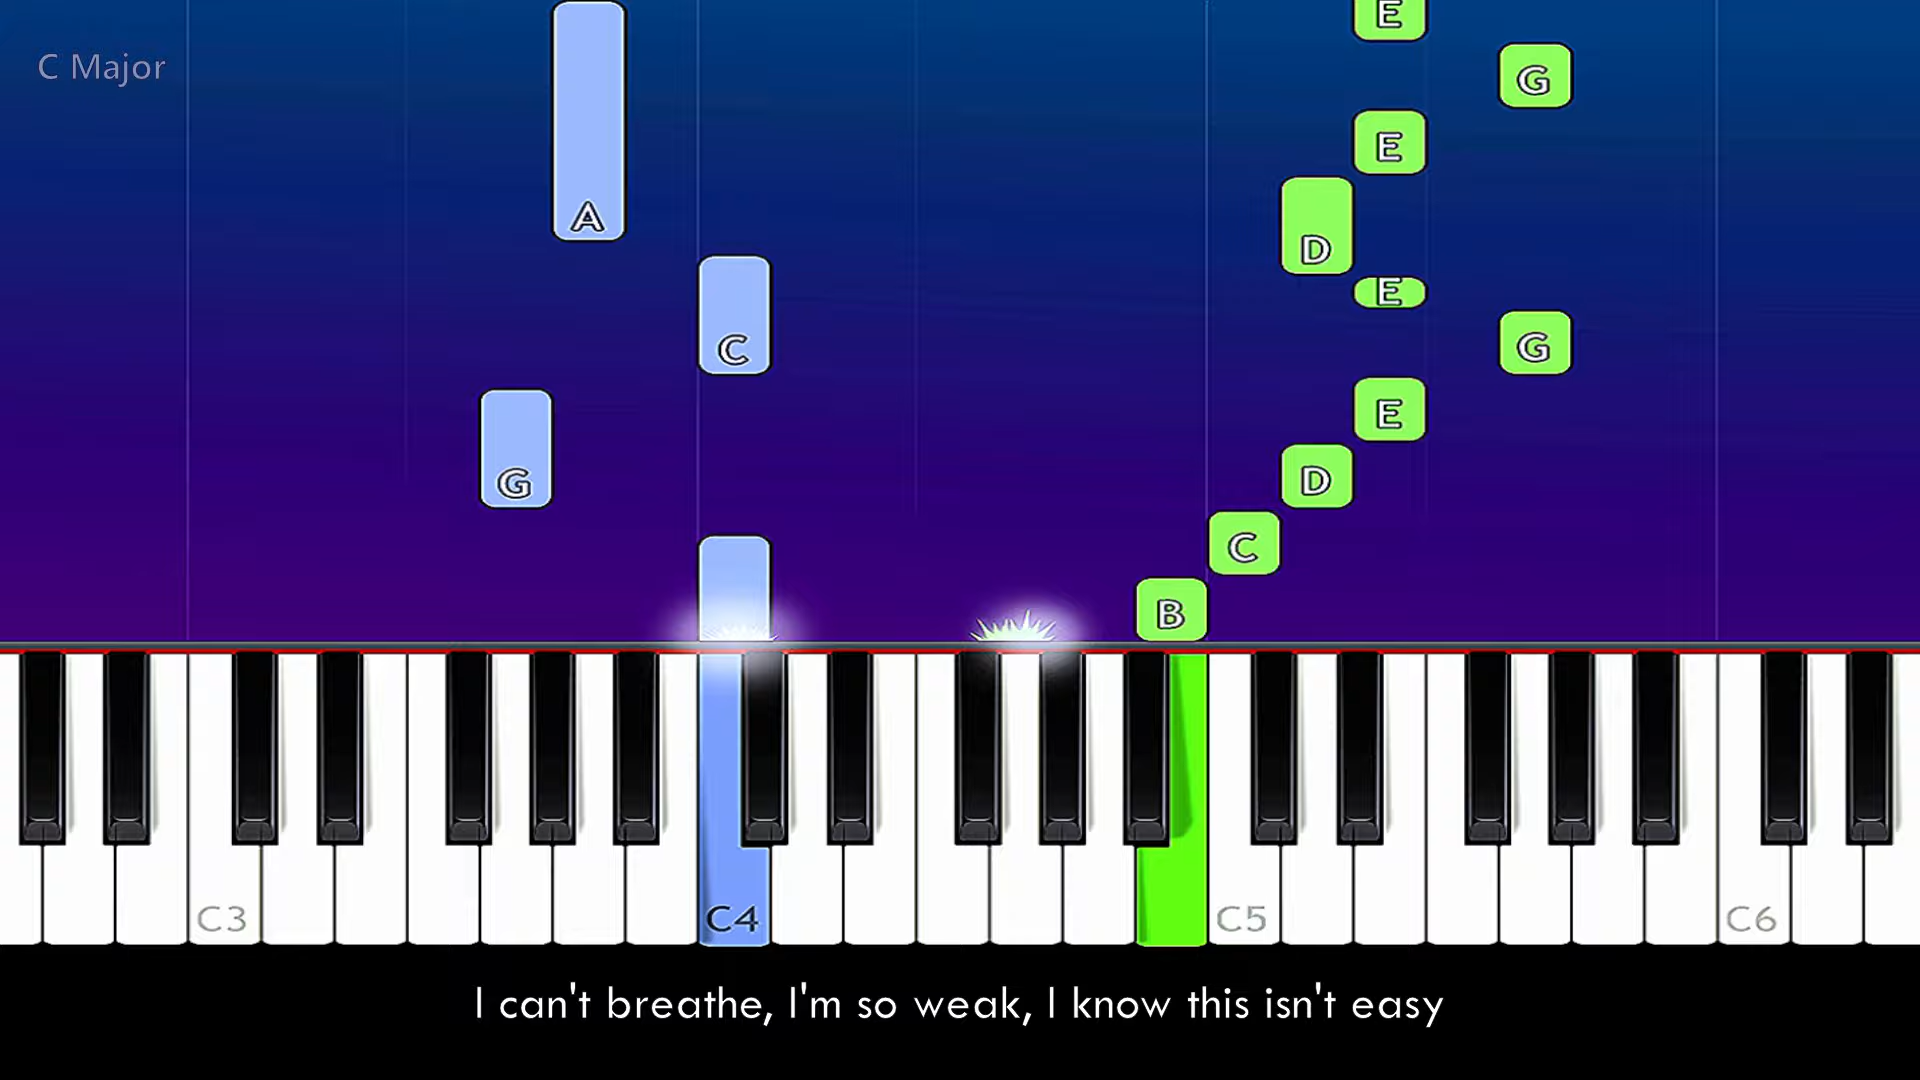 E
C Major
G
E
A
D
E
C
G
E
G
D
C
B
C3
C4
C5
C6
I can't breathe, I'm so weak, I know this isn't easy